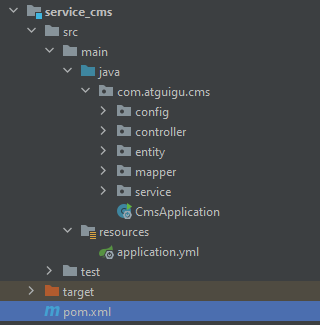 service_cms
src
main
java
com.atguigu.cms
config
controller
entity
mapper
service
CmsApplication
resources
application.yml
test
target
m pom.xml